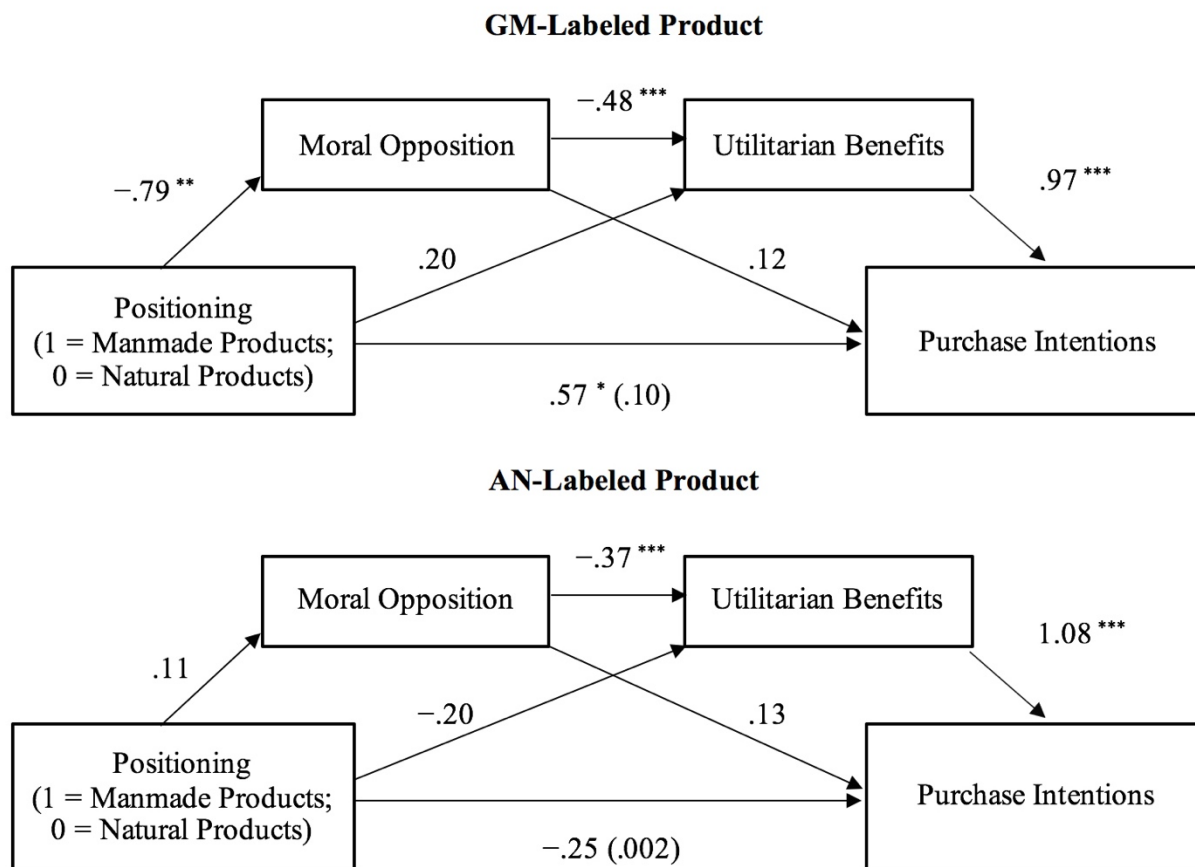 GM-Labeled Product
−.48 ***
Moral Opposition
Utilitarian Benefits
−.79 **
.97 ***
.20
.12
Positioning
(1 = Manmade Products;
0 = Natural Products)
Purchase Intentions
.57 * (.10)
AN-Labeled Product
−.37 ***
Moral Opposition
Utilitarian Benefits
1.08 ***
.11
−.20
.13
Positioning
(1 = Manmade Products;
0 = Natural Products)
Purchase Intentions
−.25 (.002)